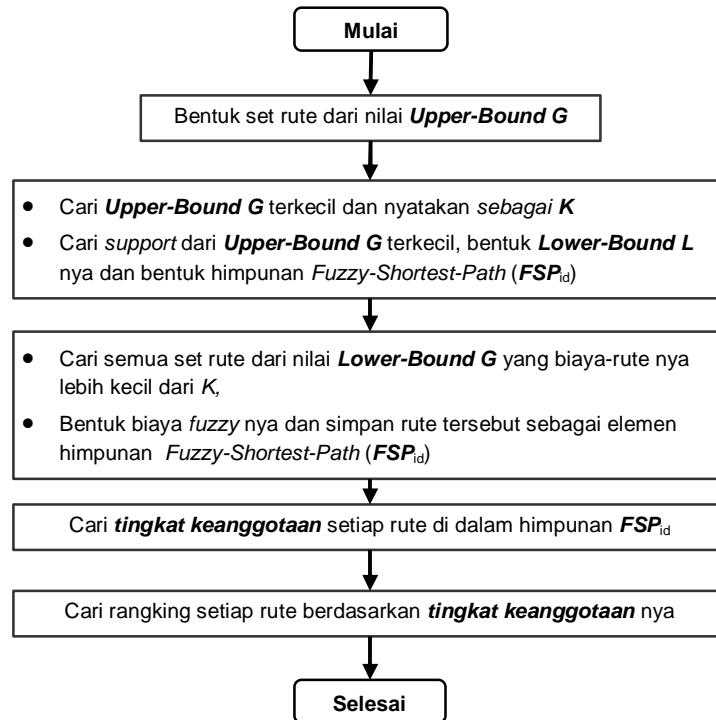 Mulai
Bentuk set rute dari nilai Upper-Bound G
• Cari Upper-Bound G terkecil dan nyatakan sebagai K
• Cari support dari Upper-Bound G terkecil, bentuk Lower-Bound L
nya dan bentuk himpunan Fuzzy-Shortest-Path (FSPid)
• Cari semua set rute dari nilai Lower-Bound G yang biaya-rute nya
lebih kecil dari K,
• Bentuk biaya fuzzy nya dan simpan rute tersebut sebagai elemen
himpunan Fuzzy-Shortest-Path (FSPid)
Cari tingkat keanggotaan setiap rute di dalam himpunan FSPid
Cari rangking setiap rute berdasarkan tingkat keanggotaan nya
Selesai